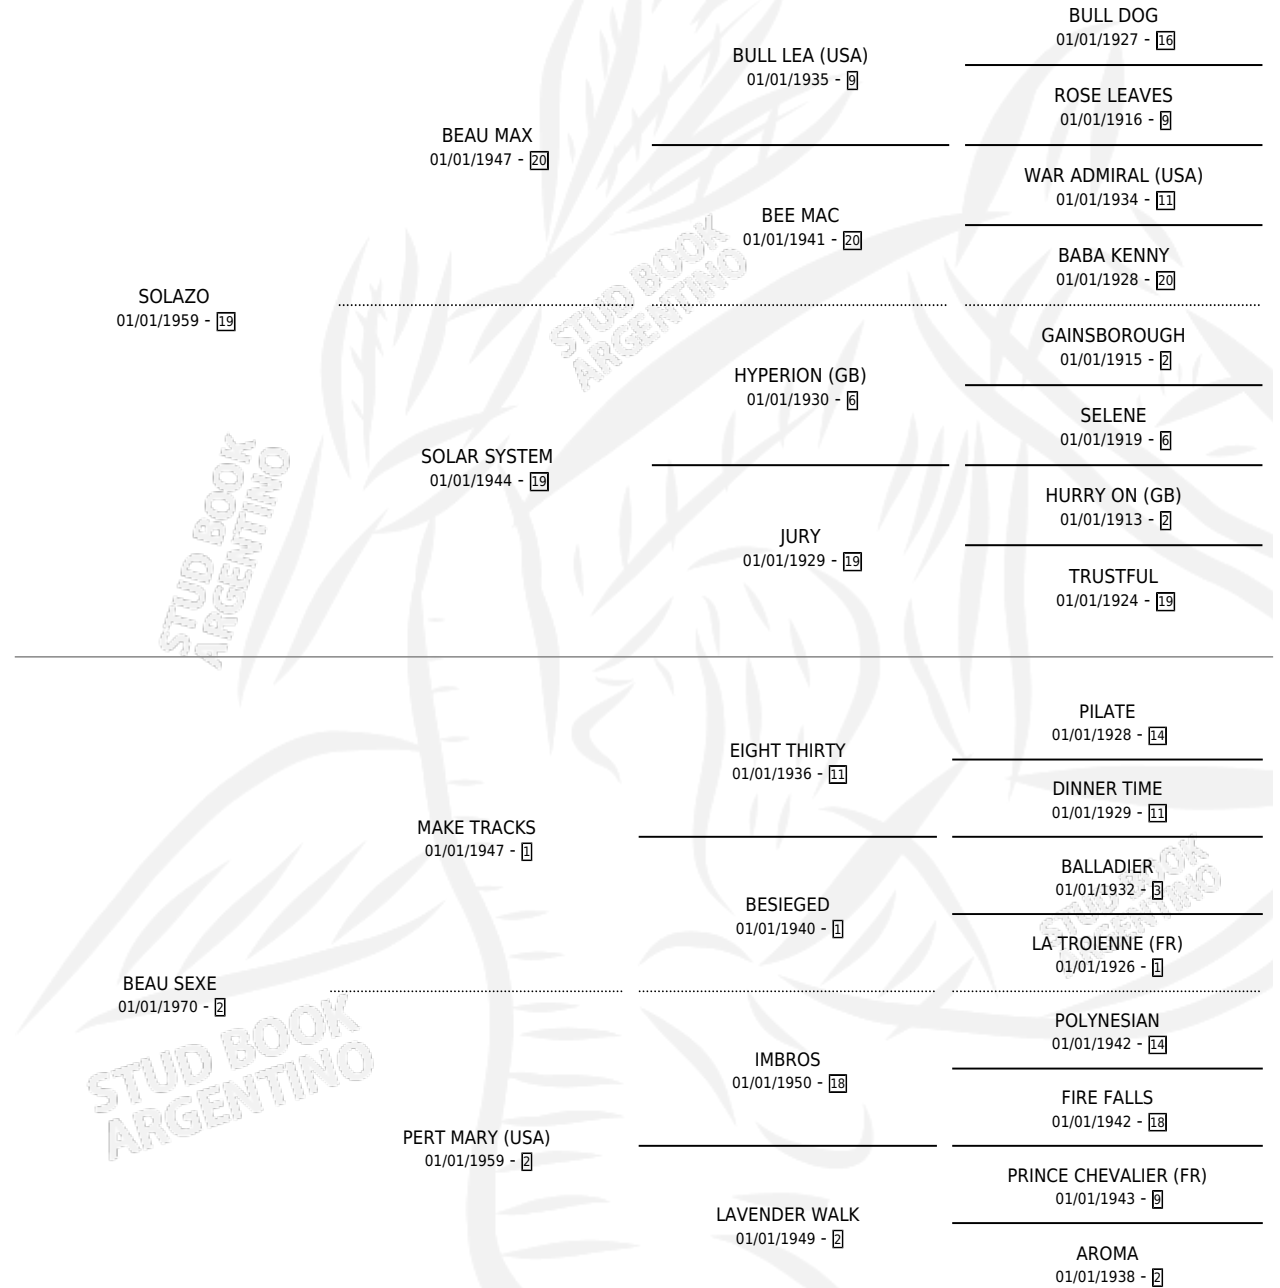 BULL DOG
01/01/1927 - 16
BULL LEA (USA)
01/01/1935 - 9
ROSE LEAVES
01/01/1916 - 9
BEAU MAX
01/01/1947 - 20
WAR ADMIRAL (USA)
01/01/1934 - 11
BEE MAC
01/01/1941 - 20
BABA KENNY
01/01/1928 - 20
SOLAZO
01/01/1959 - 19
STUD BOOK
ARGENTINO
GAINSBOROUGH
01/01/1915 - 2
HYPERION (GB)
01/01/1930 - 6
SELENE
01/01/1919 - 6
SOLAR SYSTEM
01/01/1944 - 19
HURRY ON (GB)
01/01/1913 - 2
JURY
01/01/1929 - 19
TRUSTFUL
01/01/1924 - 19
STUD BOOK
ARGENTINO
PILATE
01/01/1928 - 14
EIGHT THIRTY
01/01/1936 - 11
DINNER TIME
01/01/1929 - 11
MAKE TRACKS
01/01/1947 - 1
BALLADIER
01/01/1932 - 3
BESIEGED
01/01/1940 - 1
STUD BOOK
ARGENTINO
LA TROIENNE (FR)
01/01/1926 - 1
BEAU SEXE
01/01/1970 - 2
POLYNESIAN
01/01/1942 - 14
IMBROS
01/01/1950 - 18
FIRE FALLS
01/01/1942 - 18
STUD BOOK
ARGENTINO
PERT MARY (USA)
01/01/1959 - 2
PRINCE CHEVALIER (FR)
01/01/1943 - 9
LAVENDER WALK
01/01/1949 - 2
AROMA
01/01/1938 - 2